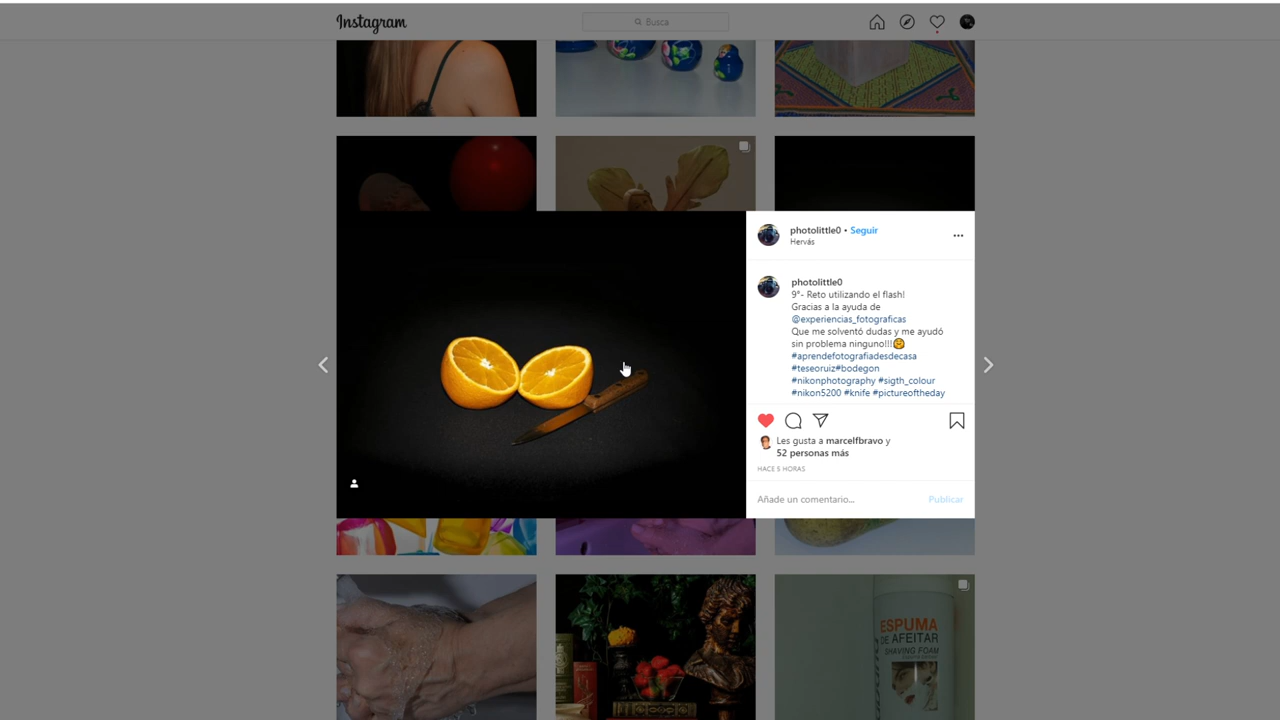 Instagram
Busca
photolittle0 • Seguir
Hervás
photolittle0
9°- Reto utilizando el flash!
Gracias a la ayuda de
@experiencias_fotograficas
Que me solventó dudas y me ayudó
sin problema ninguno!!!
#aprendefotografiadesdecasa
#teseoruiz#bodegon
#nikonphotography #sigth_colour
#nikon5200 #knife #pictureoftheday
Les gusta a marcelfbravo y
52 personas más
HACE 5 HORAS
Añade un comentario... Publicar
ESPUMA
DE AFEITAR
SHAVING FOAM